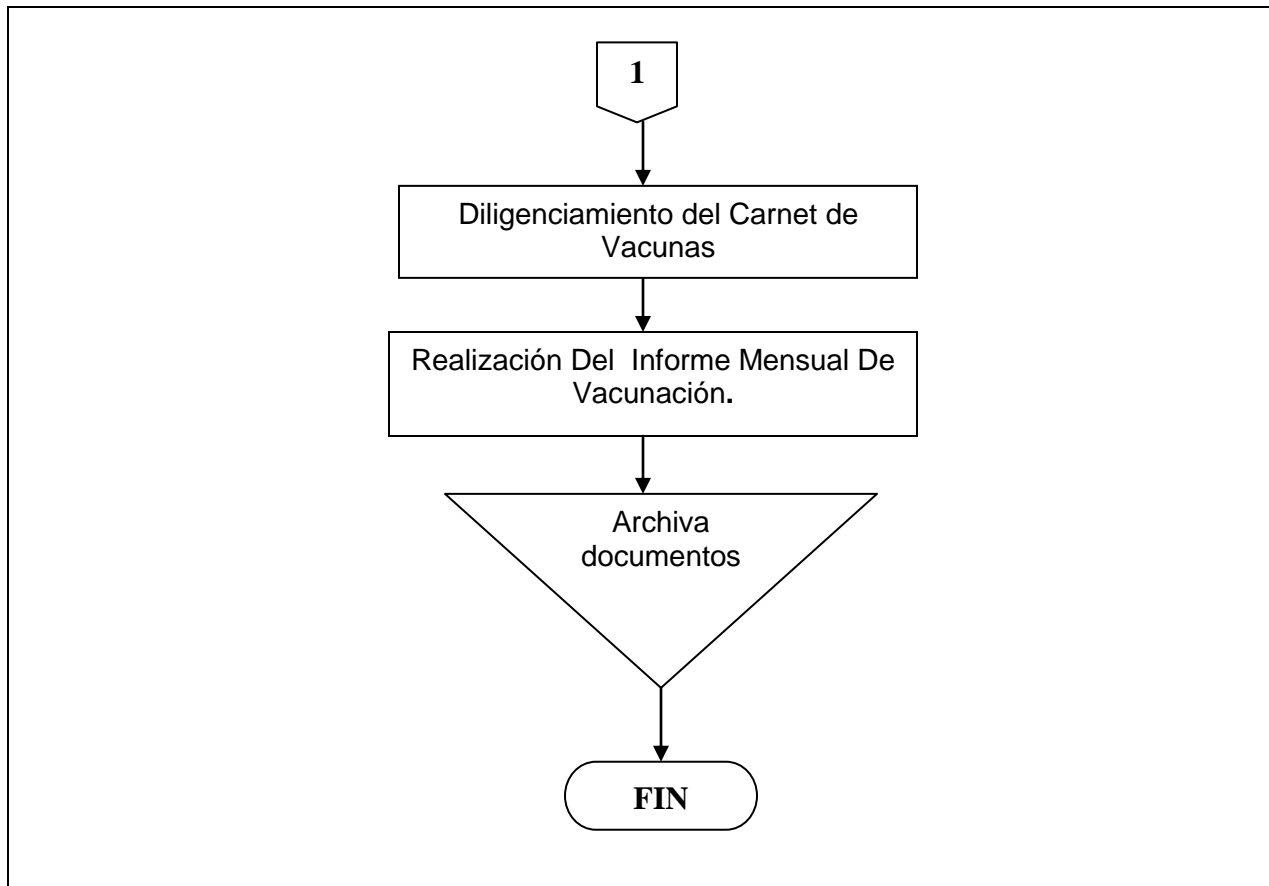 1
Diligenciamiento del Carnet de
Vacunas
Realización Del  Informe Mensual De
Vacunación.
Archiva
documentos
FIN